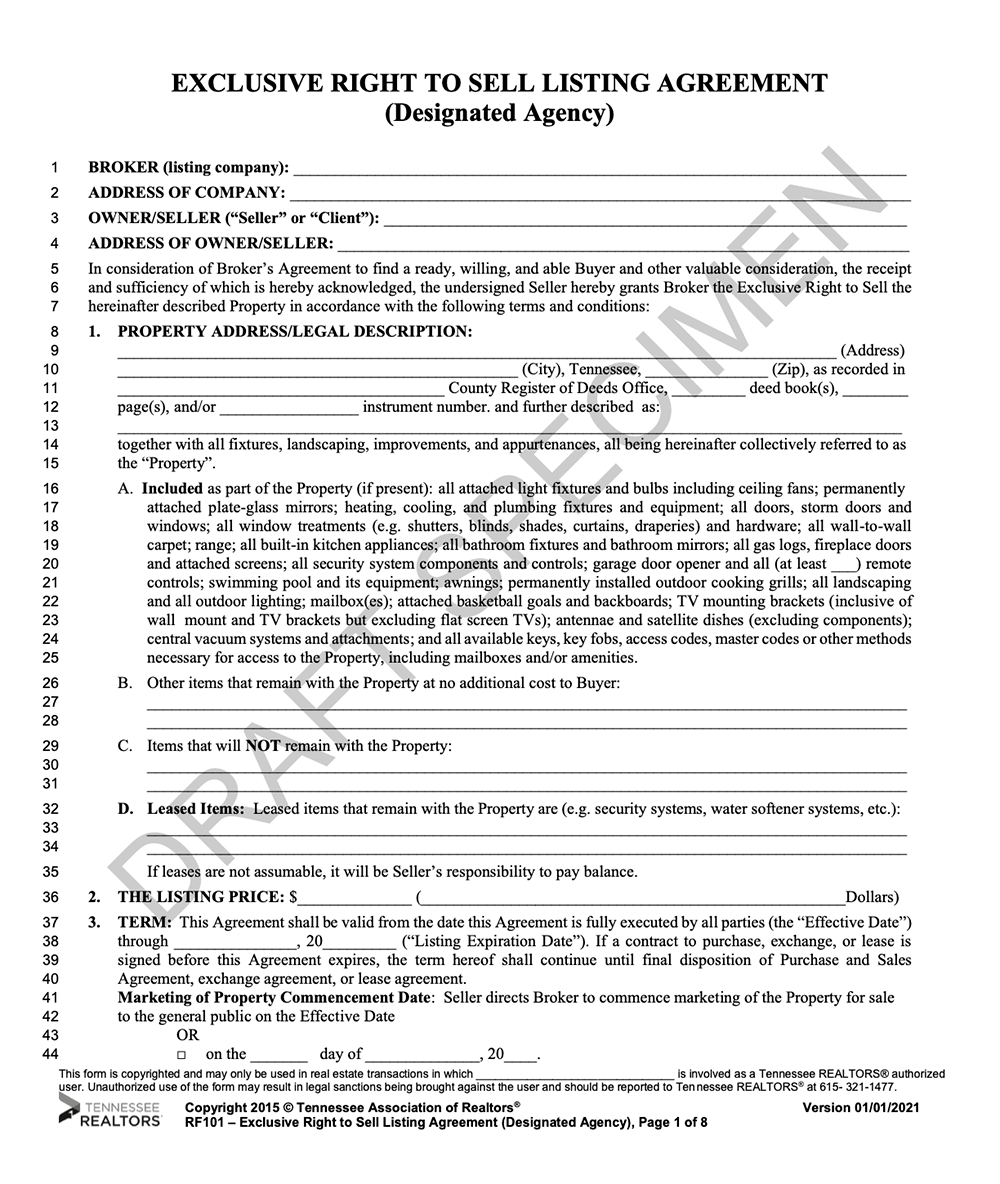 EXCLUSIVE RIGHT TO SELL LISTING AGREEMENT
(Designated Agency)
1 BROKER (listing company): ____________________
2 ADDRESS OF COMPANY: ____________________
3 OWNER/SELLER (“Seller” or “Client”): ____________________
4 ADDRESS OF OWNER/SELLER: ____________________
5 In consideration of Broker’s Agreement to find a ready, willing, and able Buyer and other valuable consideration, the receipt
6 and sufficiency of which is hereby acknowledged, the undersigned Seller hereby grants Broker the Exclusive Right to Sell the
7 hereinafter described Property in accordance with the following terms and conditions:
8 1. PROPERTY ADDRESS/LEGAL DESCRIPTION:
9 ____________________ (Address)
10 ____________________ (City), Tennessee, ____________________ (Zip), as recorded in
11 ____________________ County Register of Deeds Office, _________ deed book(s), ________
12 page(s), and/or _________________ instrument number. and further described as:
13 ____________________
14 together with all fixtures, landscaping, improvements, and appurtenances, all being hereinafter collectively referred to as
15 the “Property”.
16 A. Included as part of the Property (if present): all attached light fixtures and bulbs including ceiling fans; permanently
17 attached plate-glass mirrors; heating, cooling, and plumbing fixtures and equipment; all doors, storm doors and
18 windows; all window treatments (e.g. shutters, blinds, shades, curtains, draperies) and hardware; all wall-to-wall
19 carpet; range; all built-in kitchen appliances; all bathroom fixtures and bathroom mirrors; all gas logs, fireplace doors
20 and attached screens; all security system components and controls; garage door opener and all (at least ___) remote
21 controls; swimming pool and its equipment; awnings; permanently installed outdoor cooking grills; all landscaping
22 and all outdoor lighting; mailbox(es); attached basketball goals and backboards; TV mounting brackets (inclusive of
23 wall mount and TV brackets but excluding flat screen TVs); antennae and satellite dishes (excluding components);
24 central vacuum systems and attachments; and all available keys, key fobs, access codes, master codes or other methods
25 necessary for access to the Property, including mailboxes and/or amenities.
26 B. Other items that remain with the Property at no additional cost to Buyer:
27 ____________________
28 ____________________
29 C. Items that will NOT remain with the Property:
30 ____________________
31 ____________________
32 D. Leased Items: Leased items that remain with the Property are (e.g. security systems, water softener systems, etc.):
33 ____________________
34 ____________________
35 If leases are not assumable, it will be Seller’s responsibility to pay balance.
36 2. THE LISTING PRICE: $______________ (____________________Dollars)
37 3. TERM: This Agreement shall be valid from the date this Agreement is fully executed by all parties (the “Effective Date”)
38 through _______________, 20_________ (“Listing Expiration Date”). If a contract to purchase, exchange, or lease is
39 signed before this Agreement expires, the term hereof shall continue until final disposition of Purchase and Sales
40 Agreement, exchange agreement, or lease agreement.
41 Marketing of Property Commencement Date: Seller directs Broker to commence marketing of the Property for sale
42 to the general public on the Effective Date
43 OR
44 □ on the _______ day of ______________, 20____.
This form is copyrighted and may only be used in real estate transactions in which ____________________ is involved as a Tennessee REALTORS® authorized
user. Unauthorized use of the form may result in legal sanctions being brought against the user and should be reported to Tennessee REALTORS® at 615- 321-1477.
TENNESSEE
REALTORS®
Copyright 2015 © Tennessee Association of Realtors®
RF101 – Exclusive Right to Sell Listing Agreement (Designated Agency), Page 1 of 8
Version 01/01/2021
DRAFT SPECIMEN